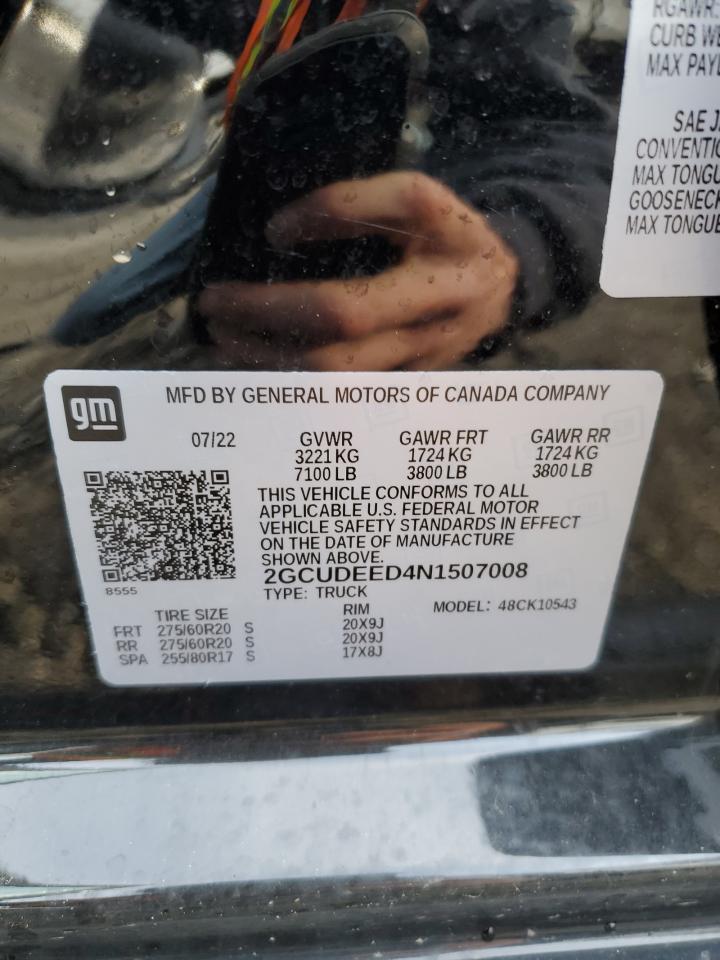 RGAWR
CURB WE
MAX PAYL
SAE J
CONVENTIO
MAX TONGU
GOOSENECK
MAX TONGUE
gm
MFD BY GENERAL MOTORS OF CANADA COMPANY
07/22 GVWR GAWR FRT GAWR RR
3221 KG 1724 KG 1724 KG
7100 LB 3800 LB 3800 LB
THIS VEHICLE CONFORMS TO ALL
APPLICABLE U.S. FEDERAL MOTOR
VEHICLE SAFETY STANDARDS IN EFFECT
ON THE DATE OF MANUFACTURE
SHOWN ABOVE.
2GCUDEED4N1507008
8555
TYPE: TRUCK MODEL: 48CK10543
TIRE SIZE RIM
FRT 275/60R20 S 20X9J
RR 275/60R20 S 20X9J
SPA 255/80R17 S 17X8J